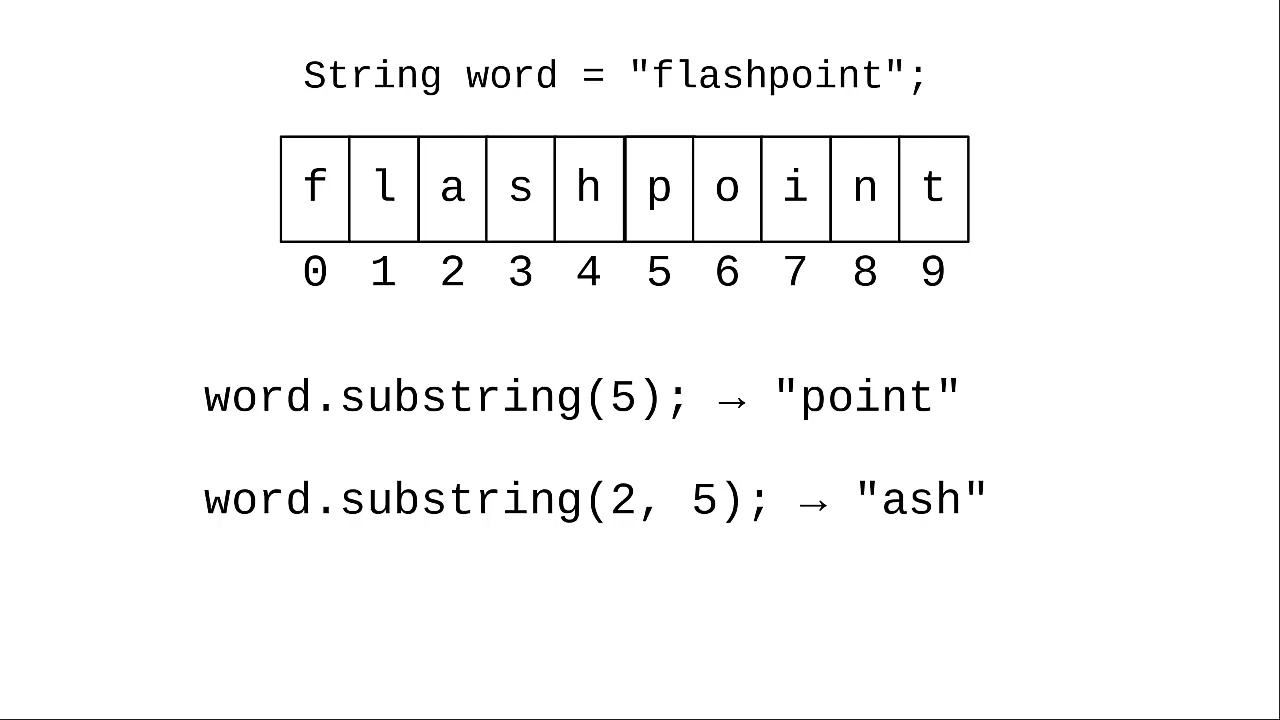 String word = "flashpoint";
f l a s h p o i n t
0 1 2 3 4 5 6 7 8 9
word.substring(5); → "point"
word.substring(2, 5); → "ash"